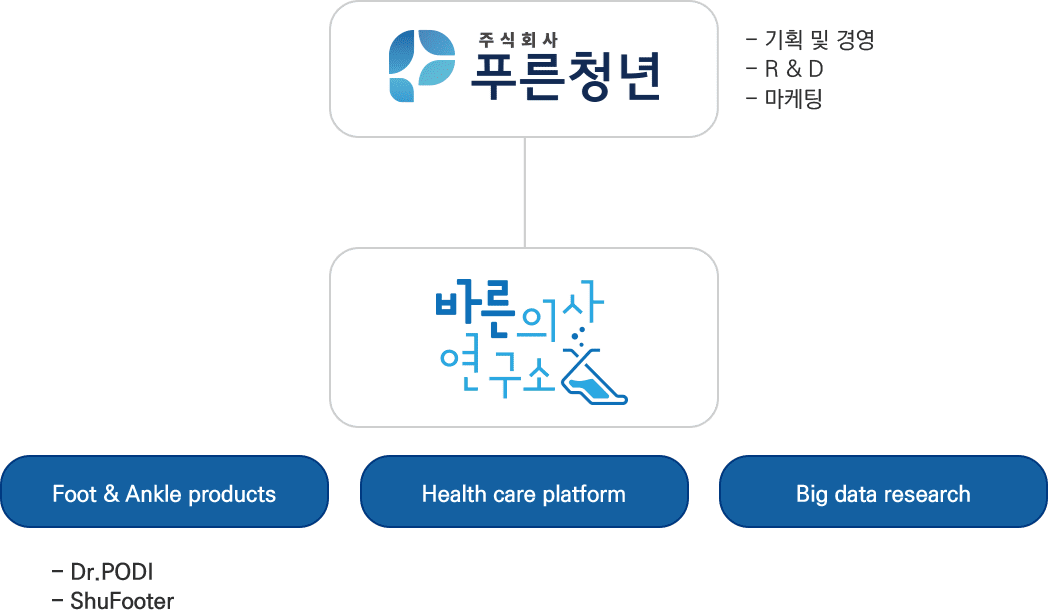 주식회사
푸른청년
- 기획 및 경영
- R & D
- 마케팅
바른의사
연구소
Foot & Ankle products
Health care platform
Big data research
- Dr.PODI
- ShuFooter